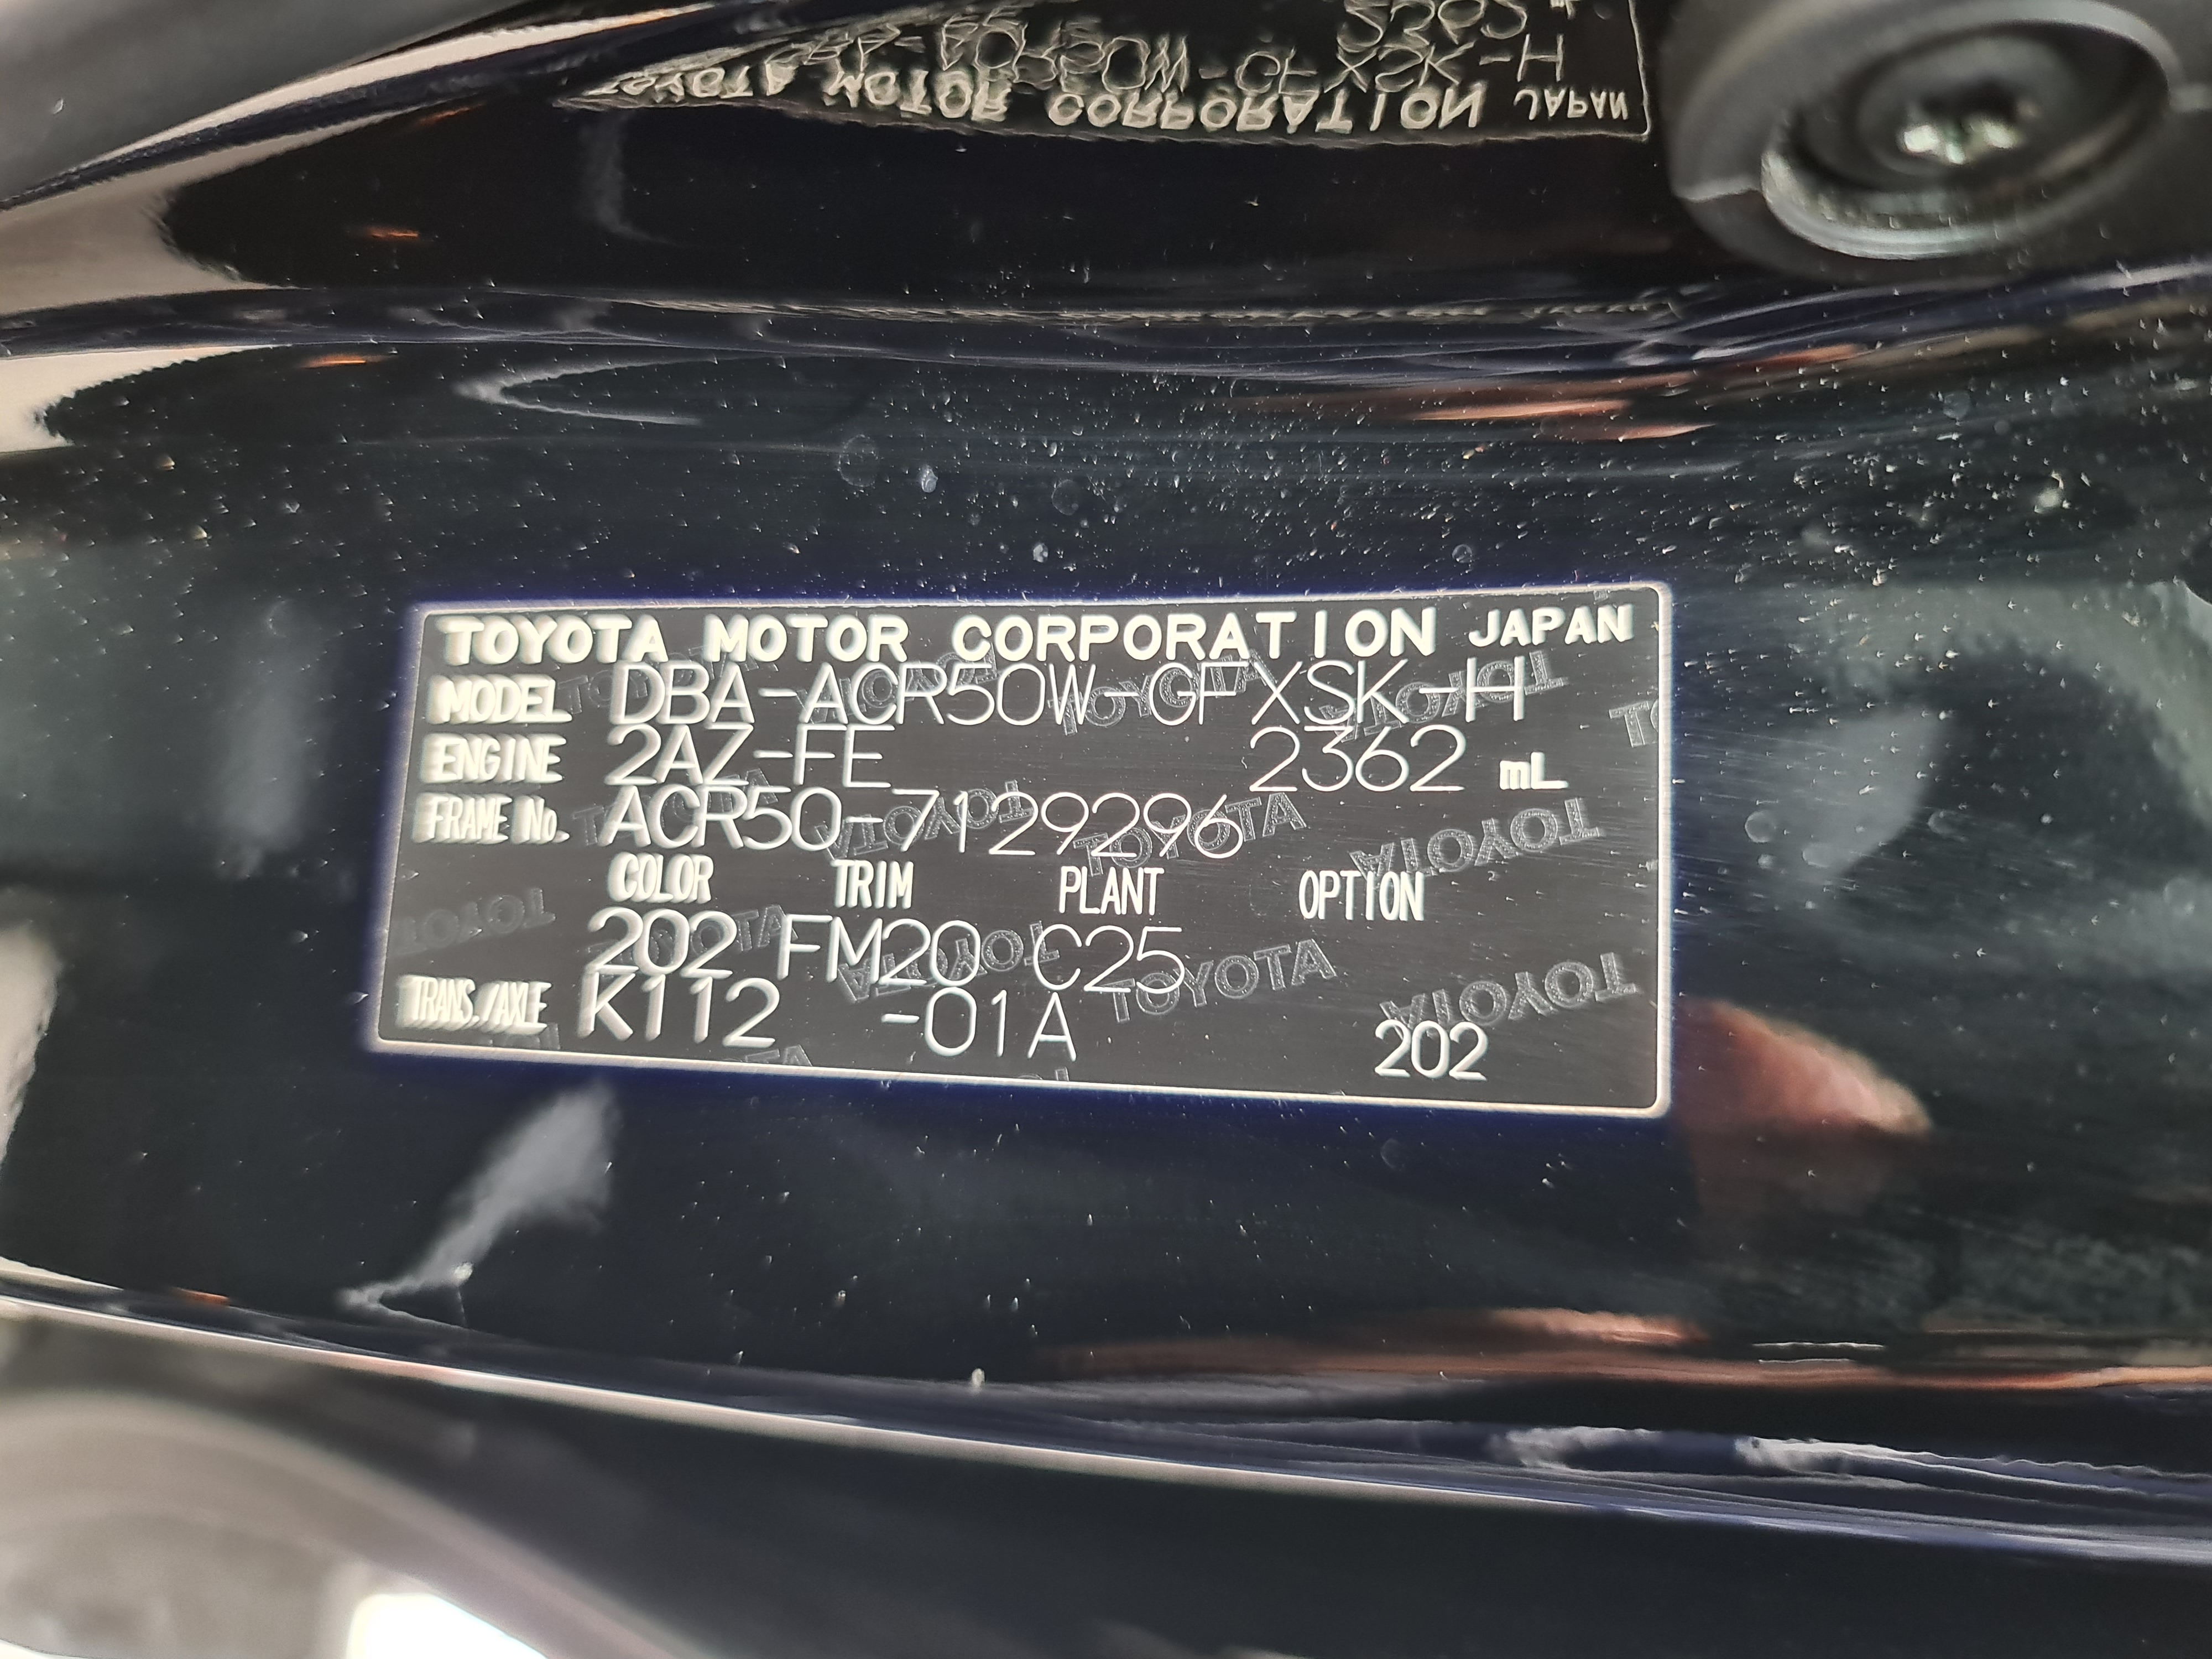 TOYOTA MOTOR CORPORATION JAPAN
MODEL DBA-ACR50W-GFXSK-H
ENGINE 2AZ-FE 2362 mL
FRAME No. ACR50-7129296
COLOR TRIM PLANT OPTION
202 FM20 C25
TRANS./AXLE K112 -01A
202